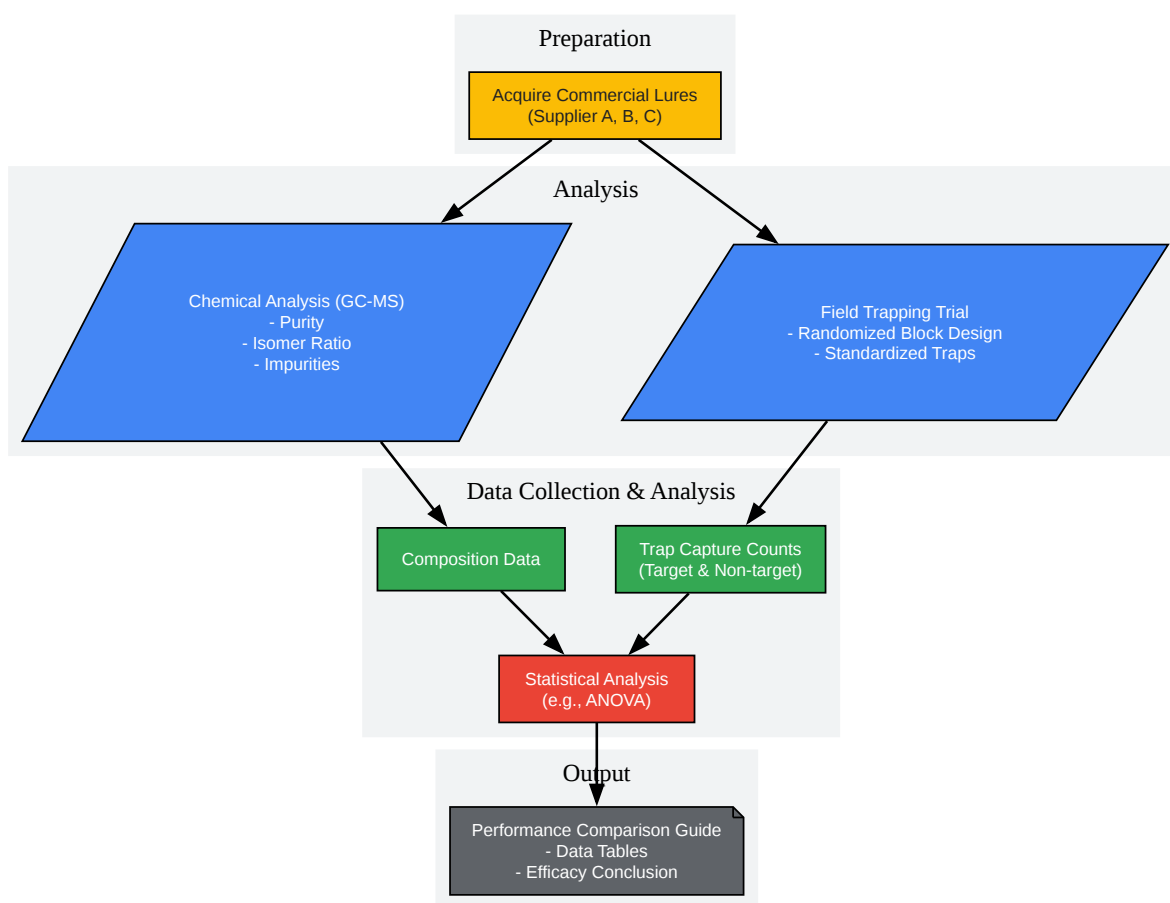 Preparation
Acquire Commercial Lures
(Supplier A, B, C)
Analysis
Chemical Analysis (GC-MS)
- Purity
- Isomer Ratio
- Impurities
Field Trapping Trial
- Randomized Block Design
- Standardized Traps
Data Collection & Analysis
Composition Data
Trap Capture Counts
(Target & Non-target)
Statistical Analysis
(e.g., ANOVA)
Output
Performance Comparison Guide
- Data Tables
- Efficacy Conclusion